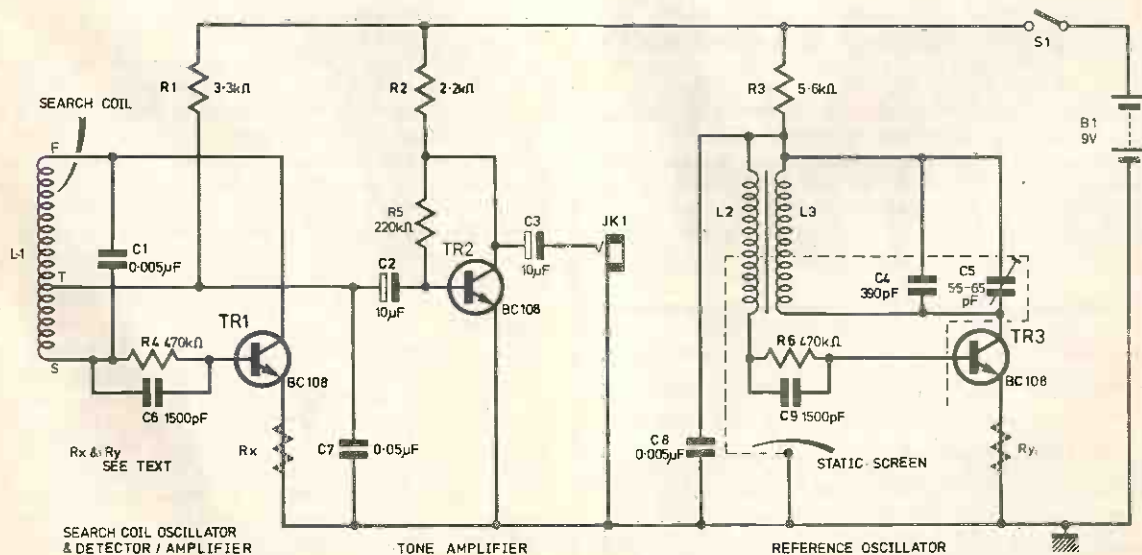 SEARCH COIL
F
L1
T
S
C1
0·005µF
R1
3·3kΩ
R4 470kΩ
C6 1500pF
TR1
BC108
Rx
Rx & Ry
SEE TEXT
R2
2·2kΩ
R5
220kΩ
C2
10µF
TR2
BC108
C3
10µF
JK1
C7
0·05µF
R3
5·6kΩ
L2
L3
C4
390pF
C5
55-65
pF
TR3
BC108
R6 470kΩ
C9 1500pF
C8
0·005µF
STATIC SCREEN
Ry
S1
B1
9V
SEARCH COIL OSCILLATOR
& DETECTOR / AMPLIFIER
TONE AMPLIFIER
REFERENCE OSCILLATOR